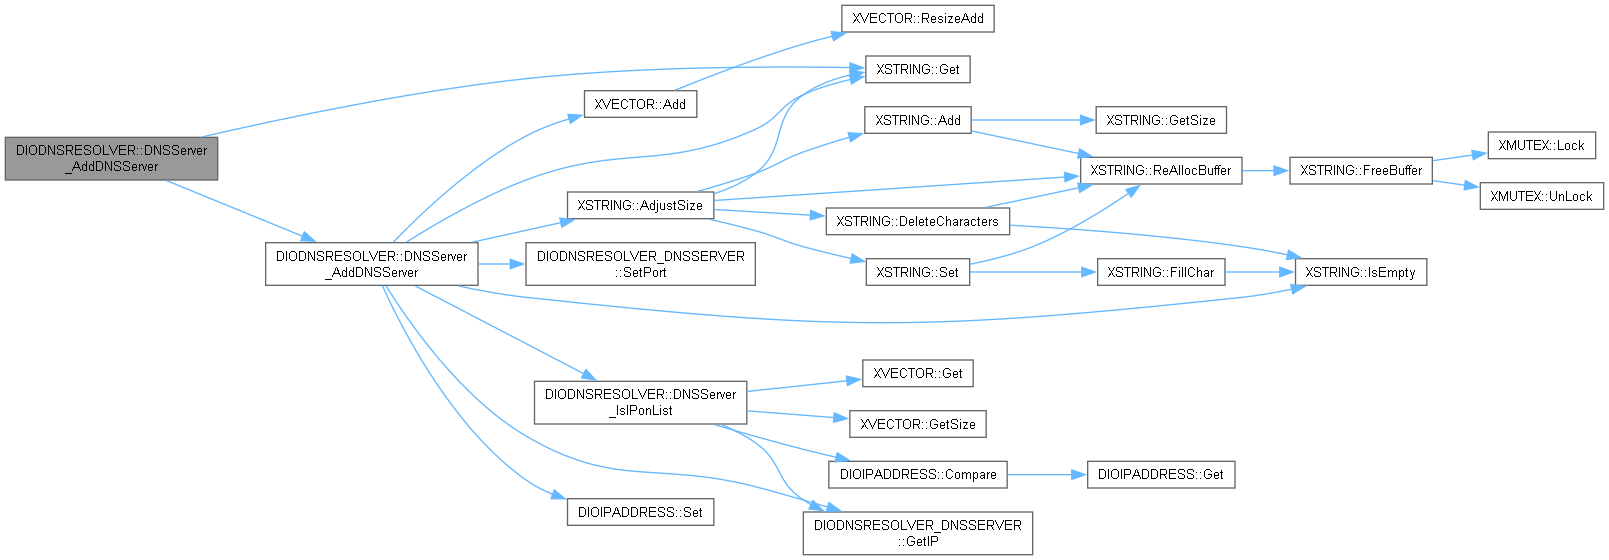 XVECTOR::ResizeAdd
XSTRING::Get
XVECTOR::Add
XSTRING::Add
XSTRING::GetSize
DIODNSRESOLVER::DNSServer
_AddDNSServer
XMUTEX::Lock
XSTRING::ReAllocBuffer
XSTRING::FreeBuffer
XMUTEX::UnLock
XSTRING::AdjustSize
XSTRING::DeleteCharacters
DIODNSRESOLVER::DNSServer
_AddDNSServer
DIODNSRESOLVER_DNSSERVER
::SetPort
XSTRING::Set
XSTRING::FillChar
XSTRING::IsEmpty
XVECTOR::Get
DIODNSRESOLVER::DNSServer
_IsIPonList
XVECTOR::GetSize
DIOIPADDRESS::Compare
DIOIPADDRESS::Get
DIOIPADDRESS::Set
DIODNSRESOLVER_DNSSERVER
::GetIP